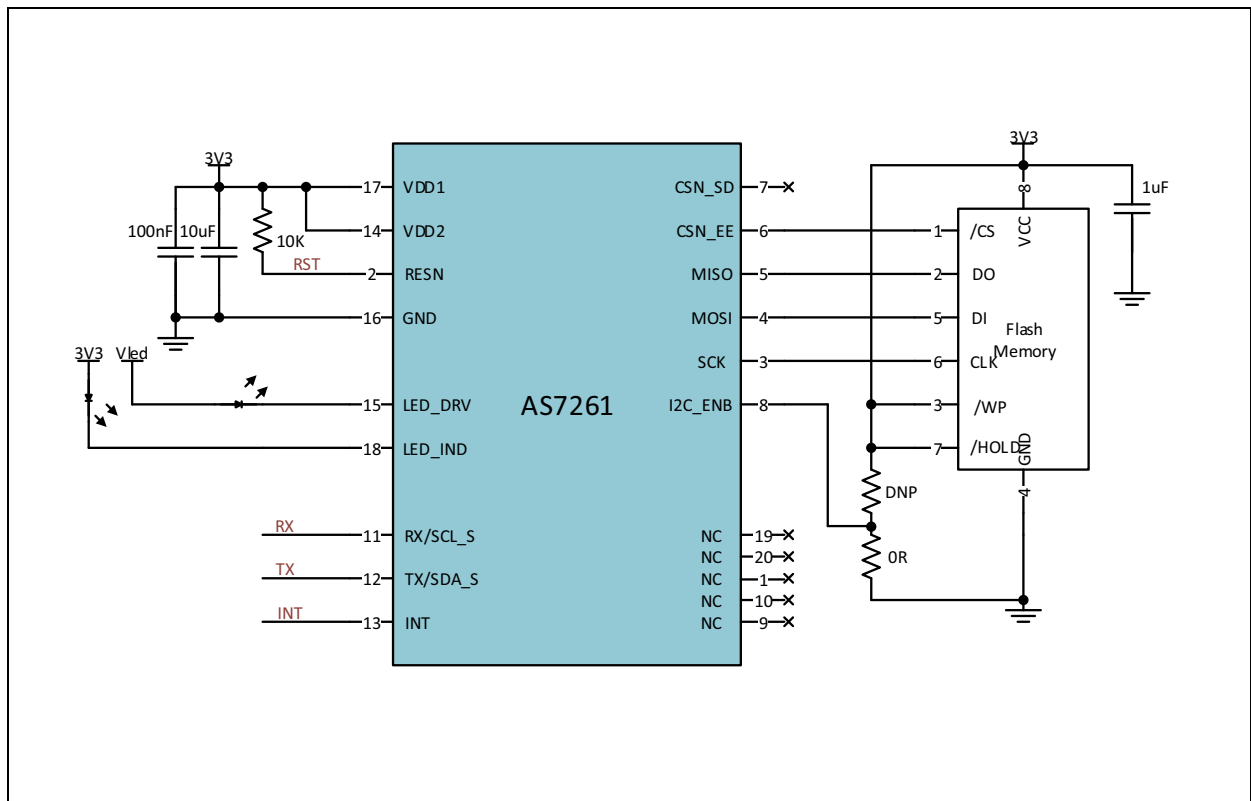 3V3
100nF 10uF
10K
RST
3V3 Vled
RX
TX
INT
17 VDD1
14 VDD2
2 RESN
16 GND
15 LED_DRV
18 LED_IND
11 RX/SCL_S
12 TX/SDA_S
13 INT
AS7261
CSN_SD 7
CSN_EE 6
MISO 5
MOSI 4
SCK 3
I2C_ENB 8
NC 19
NC 20
NC 1
NC 10
NC 9
3V3
1uF
8
VCC
1 /CS
2 DO
5 DI
6 CLK
3 /WP
7 /HOLD
Flash
Memory
GND
4
DNP
0R